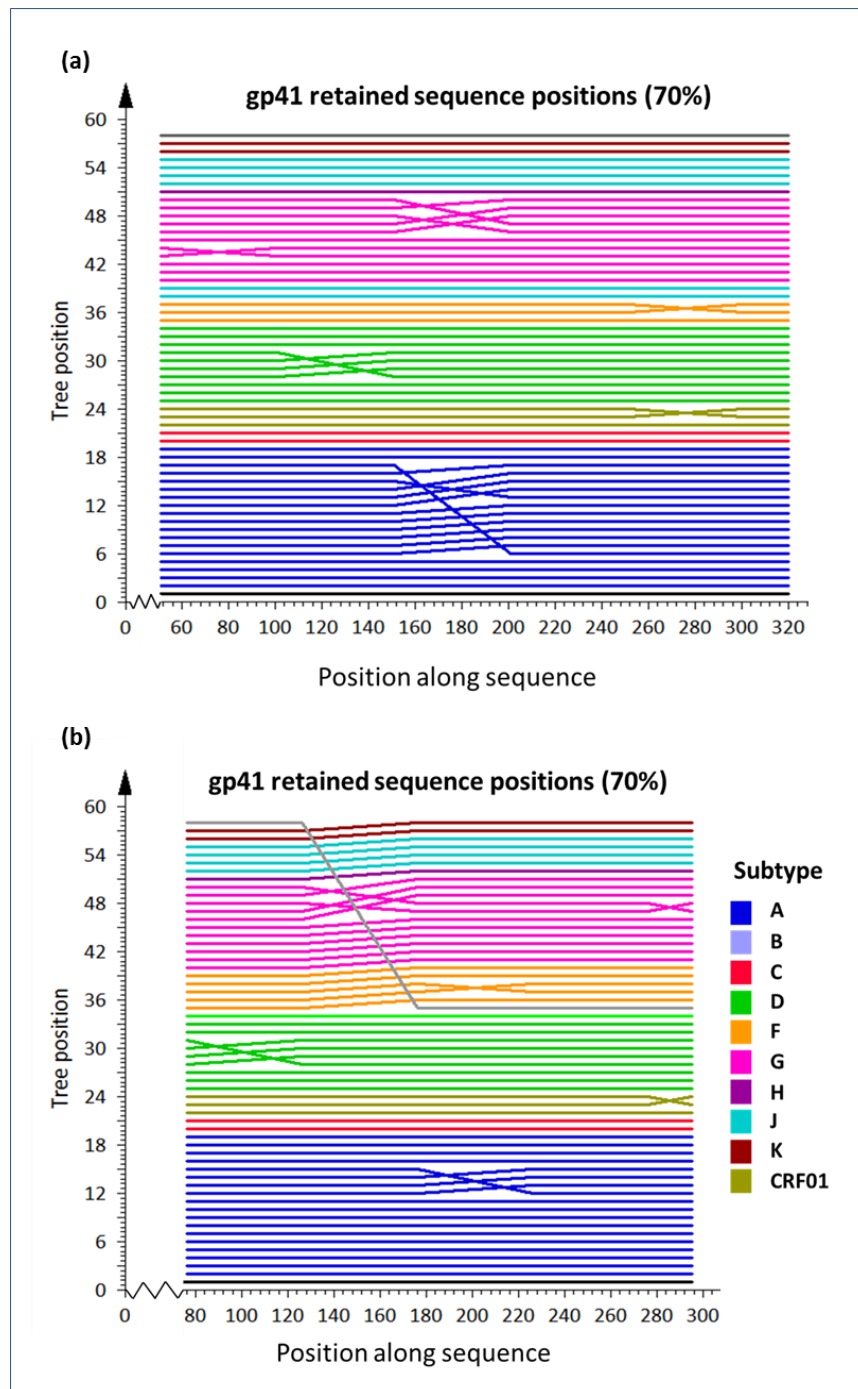 (a)
gp41 retained sequence positions (70%)
60
54
48
42
36
30
24
18
12
6
0
Tree position
0 60 80 100 120 140 160 180 200 220 240 260 280 300 320
Position along sequence
(b)
gp41 retained sequence positions (70%)
60
54
48
42
36
30
24
18
12
6
0
Tree position
0 80 100 120 140 160 180 200 220 240 260 280 300
Position along sequence
Subtype
A
B
C
D
F
G
H
J
K
CRF01